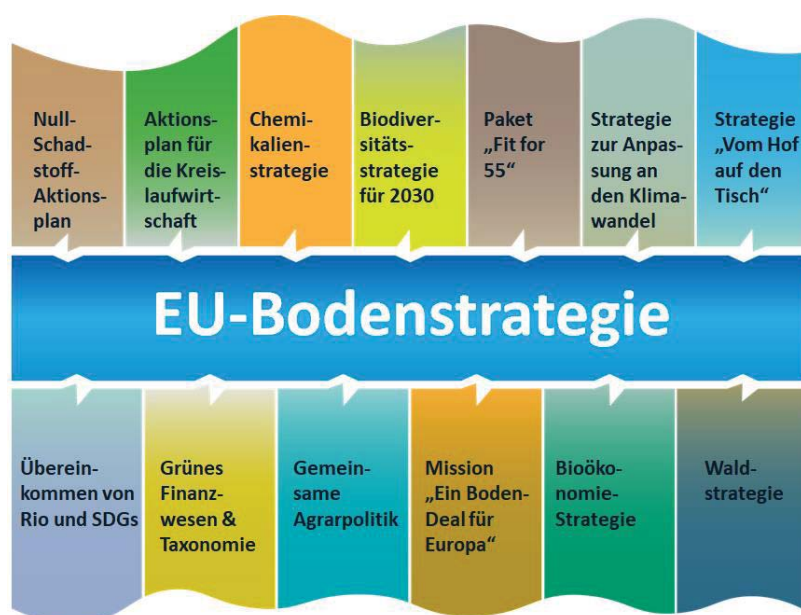 Null-
Schad-
stoff-
Aktions-
plan
Aktions-
plan für
die Kreis-
laufwirt-
schaft
Chemi-
kalien-
strategie
Biodiver-
sitäts-
strategie
für 2030
Paket
„Fit for
55“
Strategie
zur Anpas-
sung an
den Klima-
wandel
Strategie
„Vom Hof
auf den
Tisch“
EU-Bodenstrategie
Überein-
kommen von
Rio und SDGs
Grünes
Finanz-
wesen &
Taxonomie
Gemein-
same
Agrarpolitik
Mission
„Ein Boden-
Deal für
Europa“
Bioöko-
nomie-
Strategie
Wald-
strategie